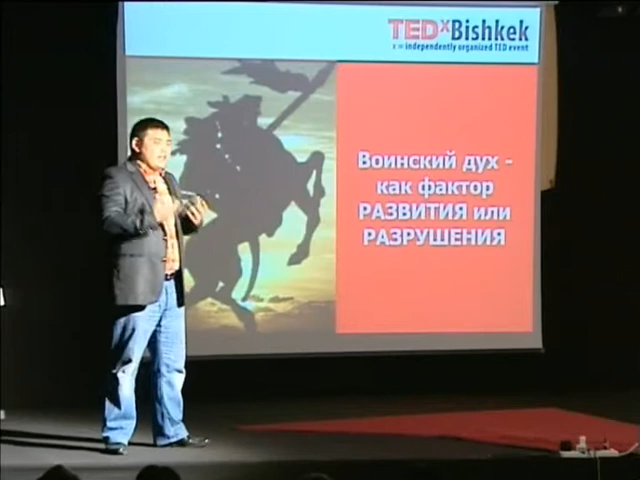 TEDxBishkek
x = independently organized TED event
Воинский дух -
как фактор
РАЗВИТИЯ или
РАЗРУШЕНИЯ